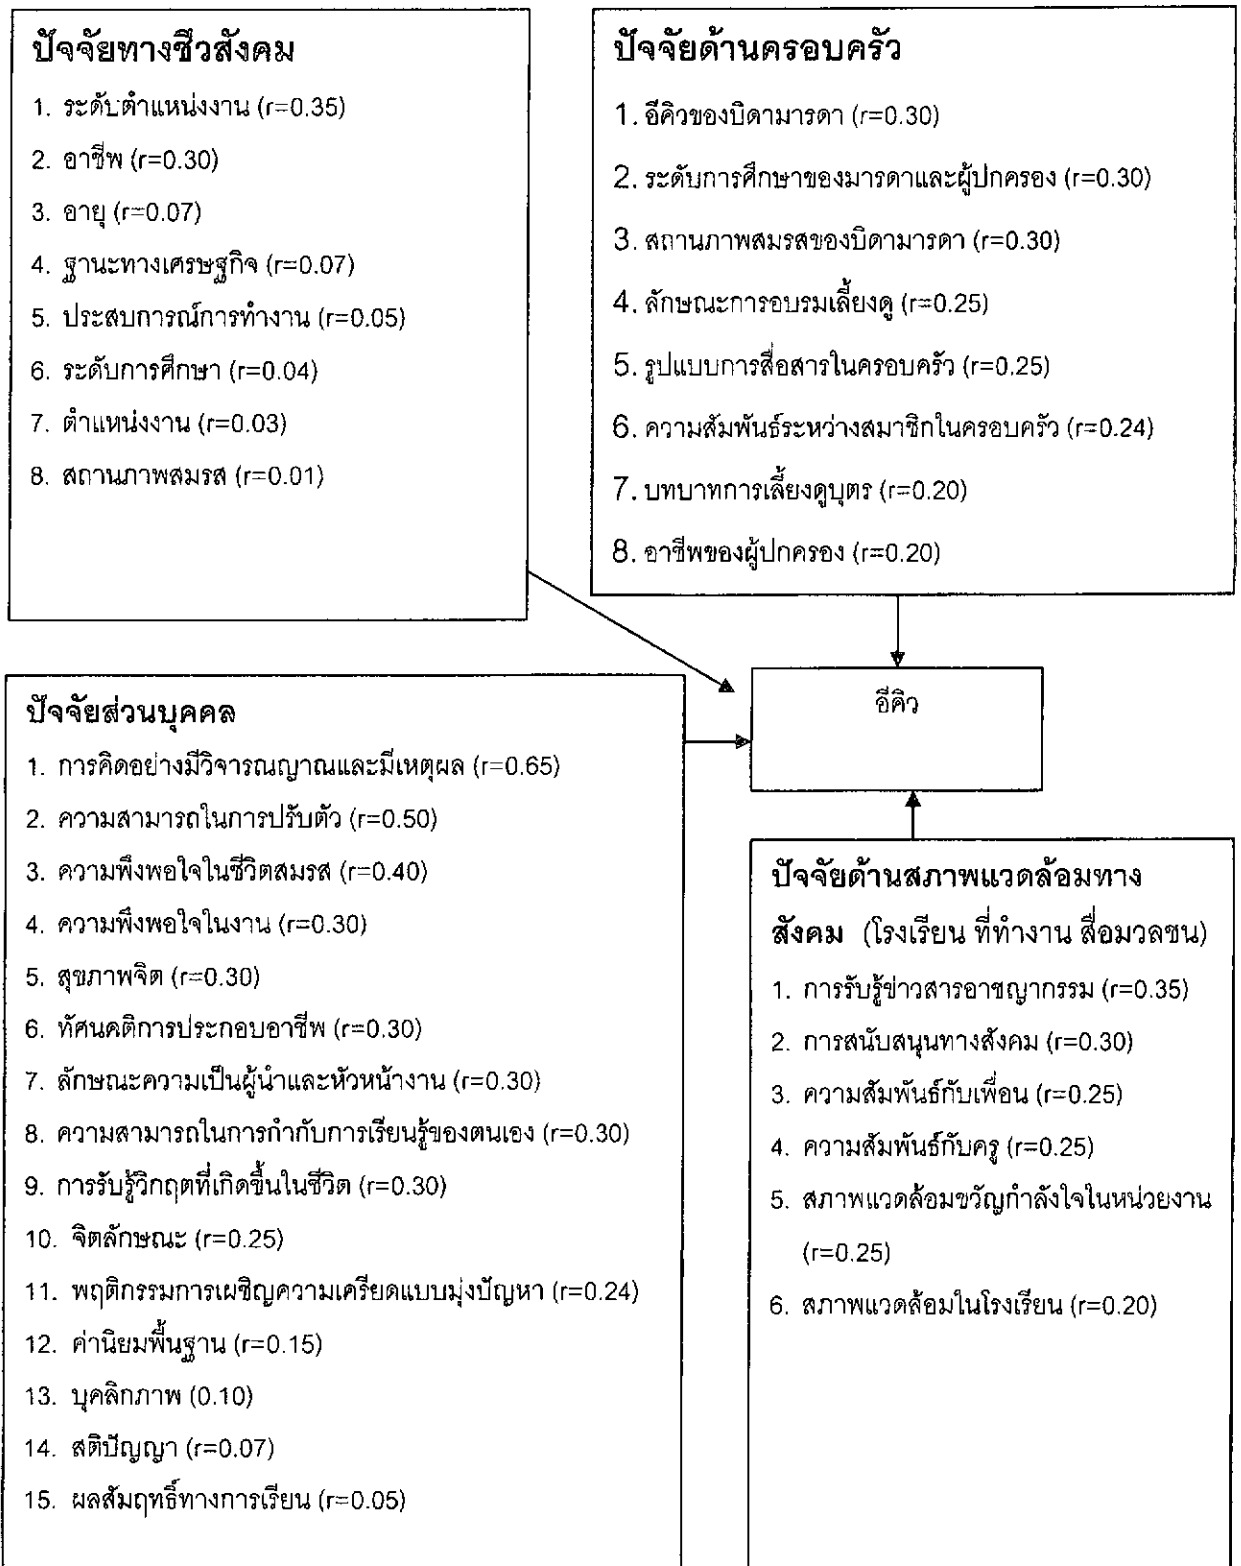 ปัจจัยทางชีวสังคม
1. ระดับตำแหน่งงาน (r=0.35)
2. อาชีพ (r=0.30)
3. อายุ (r=0.07)
4. ฐานะทางเศรษฐกิจ (r=0.07)
5. ประสบการณ์การทำงาน (r=0.05)
6. ระดับการศึกษา (r=0.04)
7. ตำแหน่งงาน (r=0.03)
8. สถานภาพสมรส (r=0.01)
ปัจจัยด้านครอบครัว
1. อีคิวของบิดามารดา (r=0.30)
2. ระดับการศึกษาของมารดาและผู้ปกครอง (r=0.30)
3. สถานภาพสมรสของบิดามารดา (r=0.30)
4. ลักษณะการอบรมเลี้ยงดู (r=0.25)
5. รูปแบบการสื่อสารในครอบครัว (r=0.25)
6. ความสัมพันธ์ระหว่างสมาชิกในครอบครัว (r=0.24)
7. บทบาทการเลี้ยงดูบุตร (r=0.20)
8. อาชีพของผู้ปกครอง (r=0.20)
อีคิว
ปัจจัยส่วนบุคคล
1. การคิดอย่างมีวิจารณญาณและมีเหตุผล (r=0.65)
2. ความสามารถในการปรับตัว (r=0.50)
3. ความพึงพอใจในชีวิตสมรส (r=0.40)
4. ความพึงพอใจในงาน (r=0.30)
5. สุขภาพจิต (r=0.30)
6. ทัศนคติการประกอบอาชีพ (r=0.30)
7. ลักษณะความเป็นผู้นำและหัวหน้างาน (r=0.30)
8. ความสามารถในการกำกับการเรียนรู้ของตนเอง (r=0.30)
9. การรับรู้วิกฤตที่เกิดขึ้นในชีวิต (r=0.30)
10. จิตลักษณะ (r=0.25)
11. พฤติกรรมการเผชิญความเครียดแบบมุ่งปัญหา (r=0.24)
12. ค่านิยมพื้นฐาน (r=0.15)
13. บุคลิกภาพ (0.10)
14. สติปัญญา (r=0.07)
15. ผลสัมฤทธิ์ทางการเรียน (r=0.05)
ปัจจัยด้านสภาพแวดล้อมทาง
สังคม (โรงเรียน ที่ทำงาน สื่อมวลชน)
1. การรับรู้ข่าวสารอาชญากรรม (r=0.35)
2. การสนับสนุนทางสังคม (r=0.30)
3. ความสัมพันธ์กับเพื่อน (r=0.25)
4. ความสัมพันธ์กับครู (r=0.25)
5. สภาพแวดล้อมขวัญกำลังใจในหน่วยงาน
(r=0.25)
6. สภาพแวดล้อมในโรงเรียน (r=0.20)